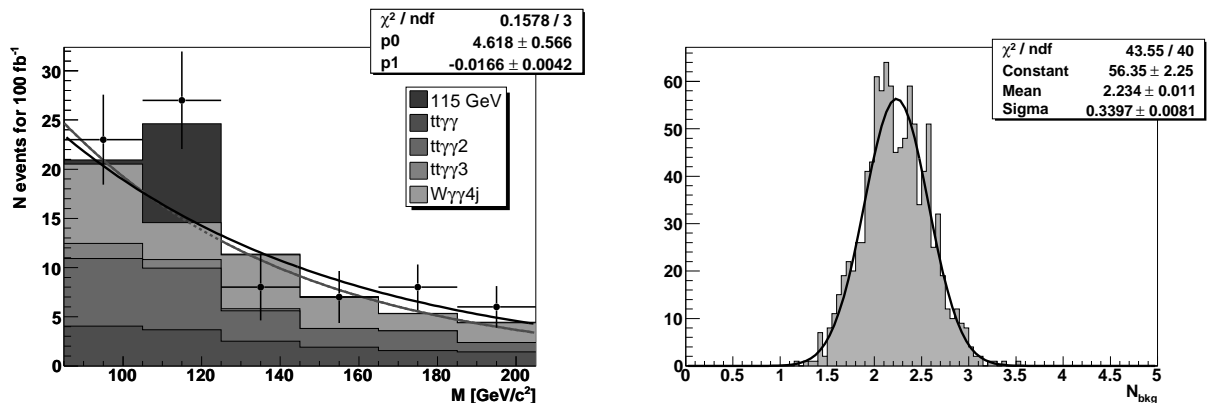 χ² / ndf 0.1578 / 3
p0 4.618 ± 0.566
p1 -0.0166 ± 0.0042
N events for 100 fb⁻¹
30
25
20
15
10
5
0
115 GeV
ttγγ
ttγγ2
ttγγ3
Wγγ4j
100 120 140 160 180 200
M [GeV/c²]
χ² / ndf 43.55 / 40
Constant 56.35 ± 2.25
Mean 2.234 ± 0.011
Sigma 0.3397 ± 0.0081
60
50
40
30
20
10
0
0 0.5 1 1.5 2 2.5 3 3.5 4 4.5 5
N_bkg